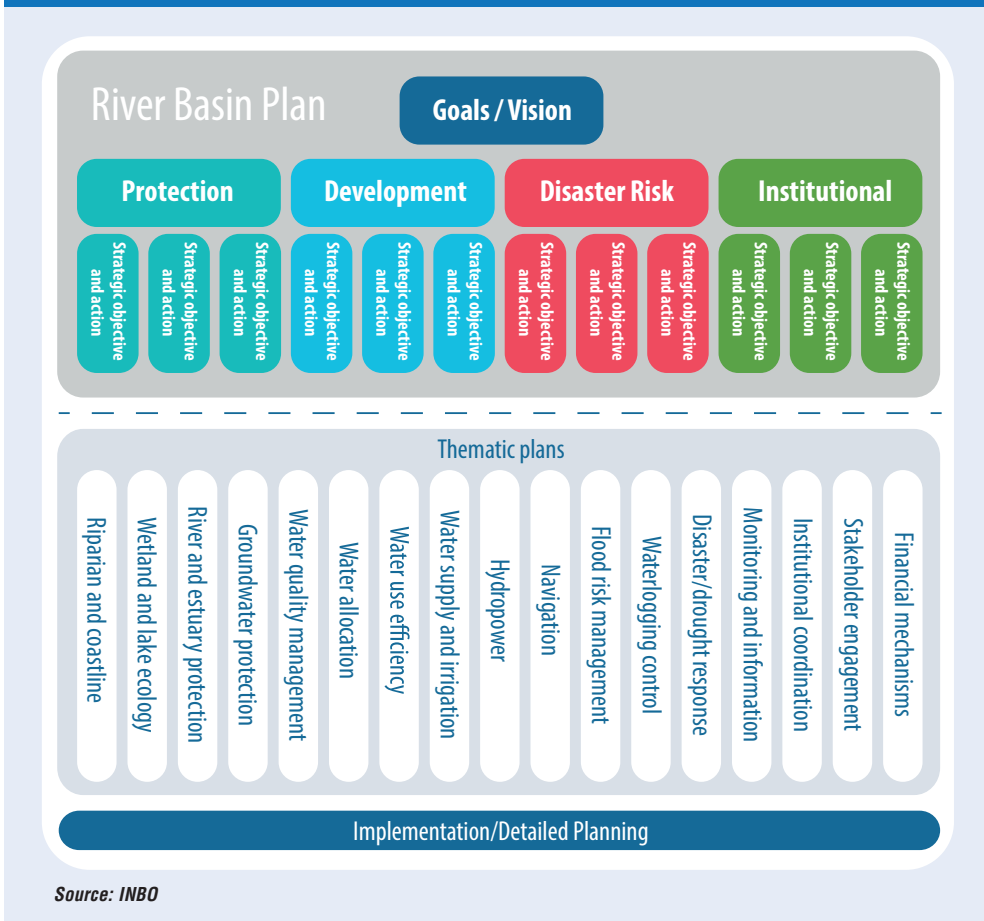 River Basin Plan
Goals / Vision
Protection
Development
Disaster Risk
Institutional
Strategic objective
and action
Strategic objective
and action
Strategic objective
and action
Strategic objective
and action
Strategic objective
and action
Strategic objective
and action
Strategic objective
and action
Strategic objective
and action
Strategic objective
and action
Strategic objective
and action
Strategic objective
and action
Strategic objective
and action
Thematic plans
Riparian and coastline
Wetland and lake ecology
River and estuary protection
Groundwater protection
Water quality management
Water allocation
Water use efficiency
Water supply and irrigation
Hydropower
Navigation
Flood risk management
Waterlogging control
Disaster/drought response
Monitoring and information
Institutional coordination
Stakeholder engagement
Financial mechanisms
Implementation/Detailed Planning
Source: INBO